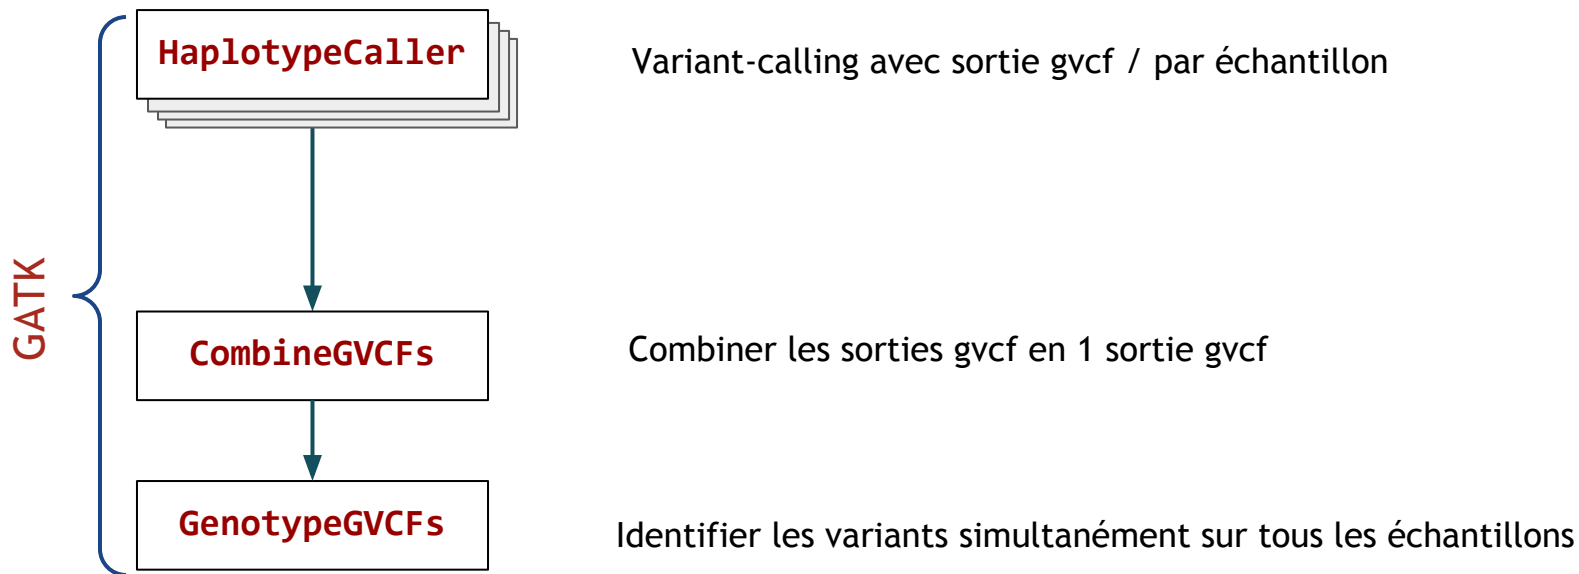 HaplotypeCaller
Variant-calling avec sortie gvcf / par échantillon
GATK
CombineGVCFs
Combiner les sorties gvcf en 1 sortie gvcf
GenotypeGVCFs
Identifier les variants simultanément sur tous les échantillons